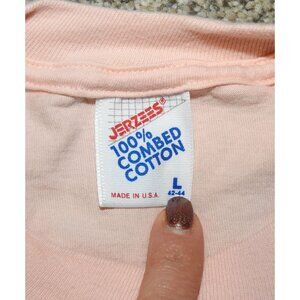 JERZEES
100%
COMBED
COTTON
L
42-44
MADE IN U.S.A.